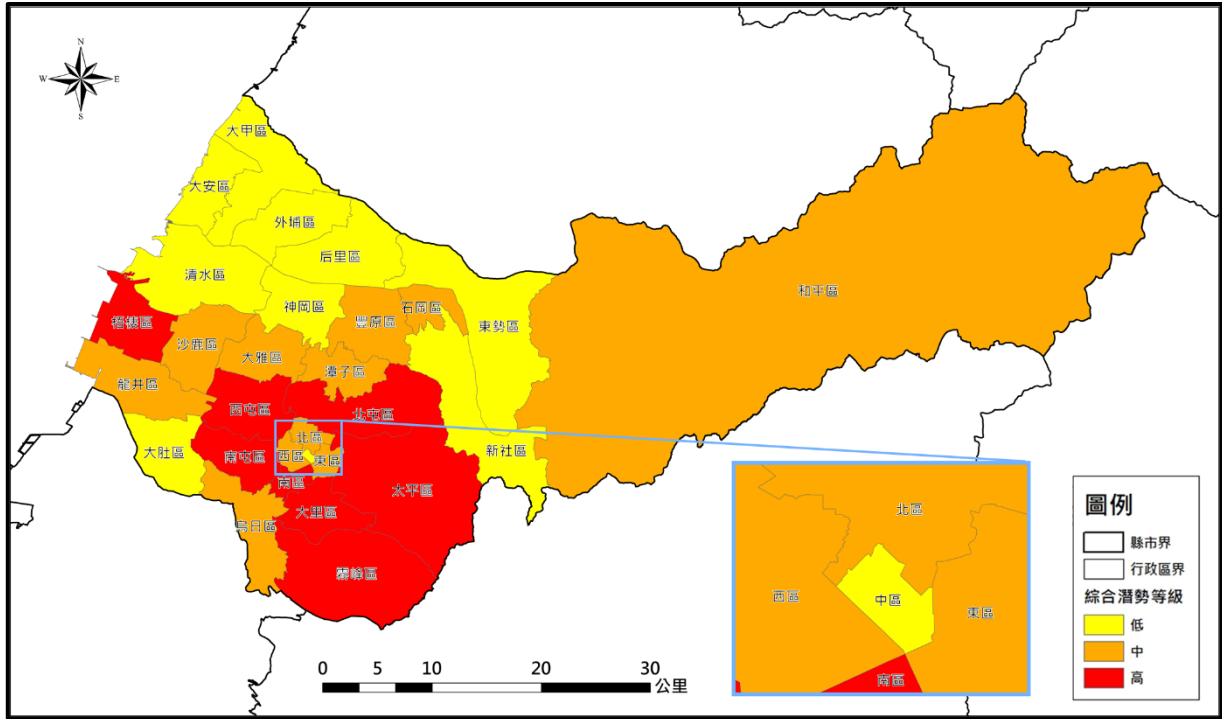 N
W
E
S
大甲區
大安區
外埔區
后里區
清水區
神岡區
豐原區
石岡區
東勢區
和平區
梧棲區
沙鹿區
大雅區
潭子區
龍井區
西屯區
北屯區
大肚區
南屯區
北區
西區
東區
新社區
南區
太平區
大里區
烏日區
霧峰區
北區
西區
中區
東區
南區
圖例
縣市界
行政區界
綜合潛勢等級
低
中
高
0 5 10 20 30
公里